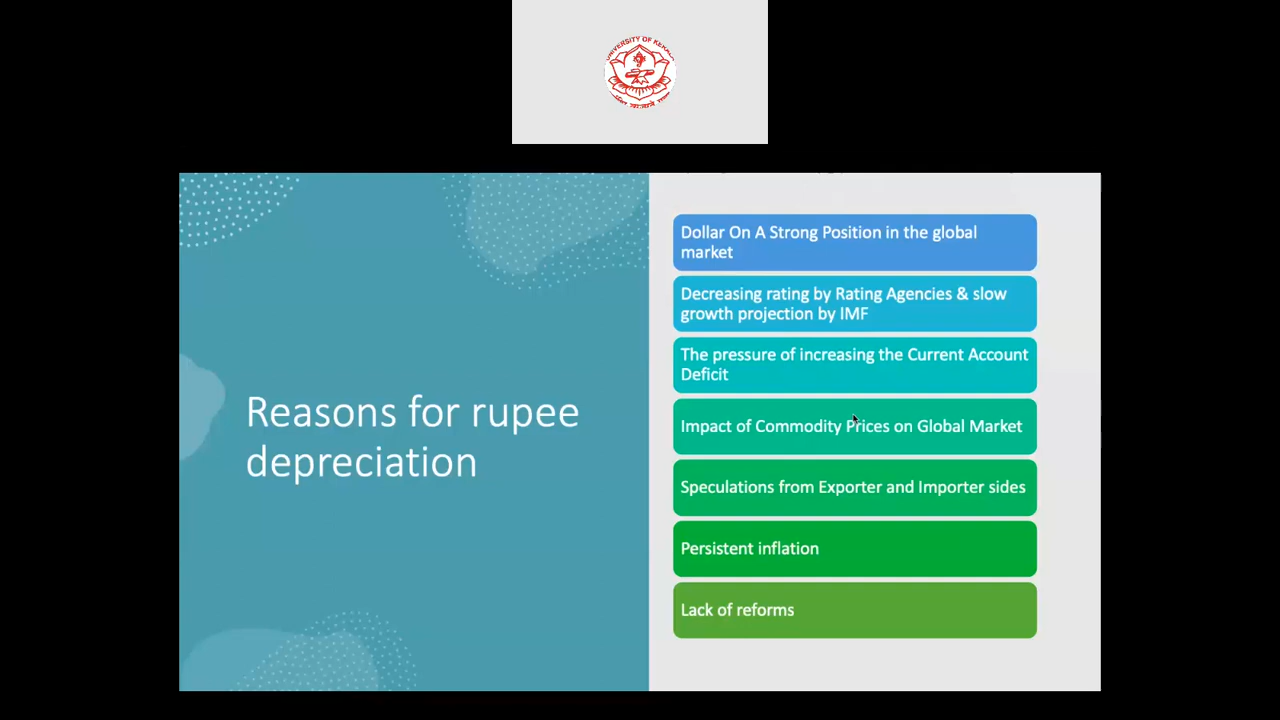 UNIVERSITY OF
Reasons for rupee
depreciation
Dollar On A Strong Position in the global
market
Decreasing rating by Rating Agencies & slow
growth projection by IMF
The pressure of increasing the Current Account
Deficit
Impact of Commodity Prices on Global Market
Speculations from Exporter and Importer sides
Persistent inflation
Lack of reforms